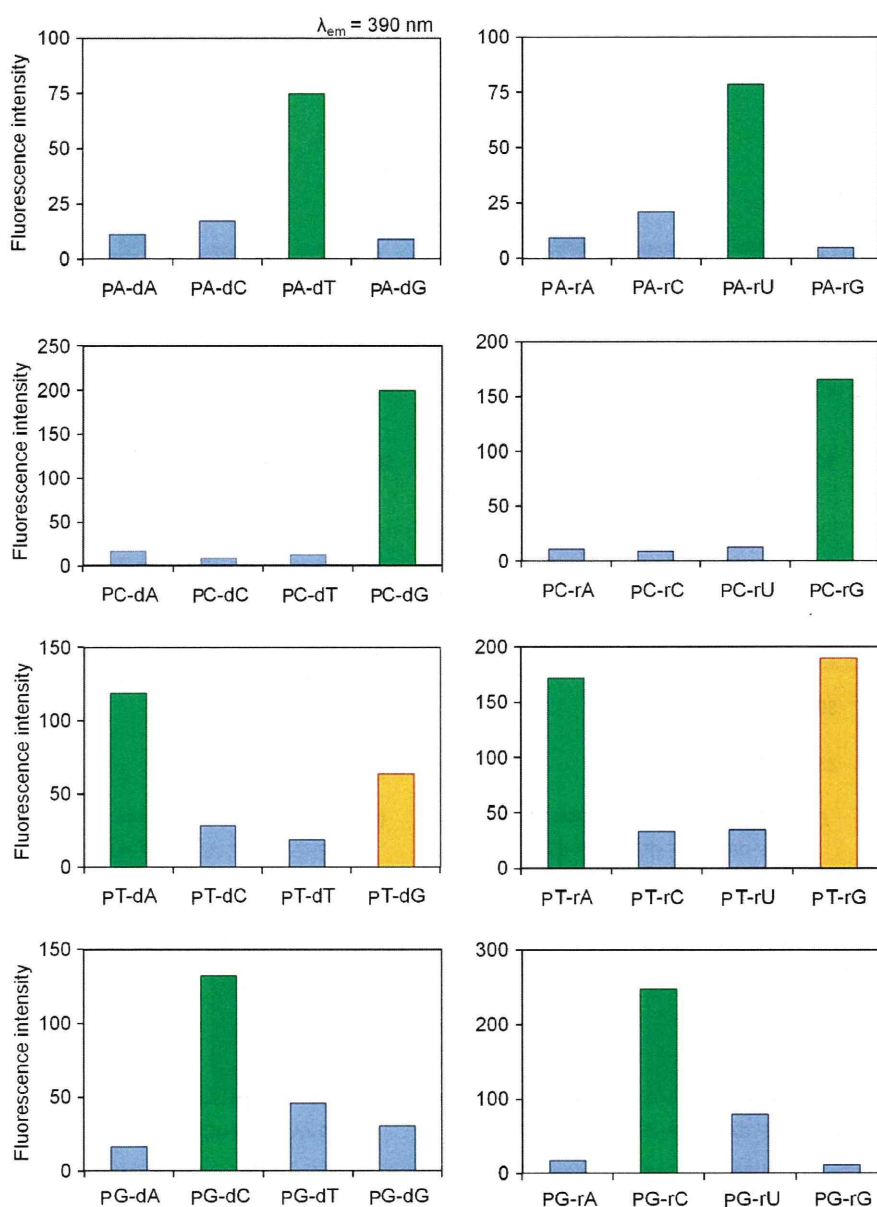 λem = 390 nm
Fluorescence intensity
100
75
50
25
0
PA-dA PA-dC PA-dT PA-dG
100
75
50
25
0
PA-rA PA-rC PA-rU PA-rG
Fluorescence intensity
250
200
150
100
50
0
PC-dA PC-dC PC-dT PC-dG
200
150
100
50
0
PC-rA PC-rC PC-rU PC-rG
Fluorescence intensity
150
100
50
0
PT-dA PT-dC PT-dT PT-dG
200
150
100
50
0
PT-rA PT-rC PT-rU PT-rG
Fluorescence intensity
150
100
50
0
PG-dA PG-dC PG-dT PG-dG
300
200
100
0
PG-rA PG-rC PG-rU PG-rG